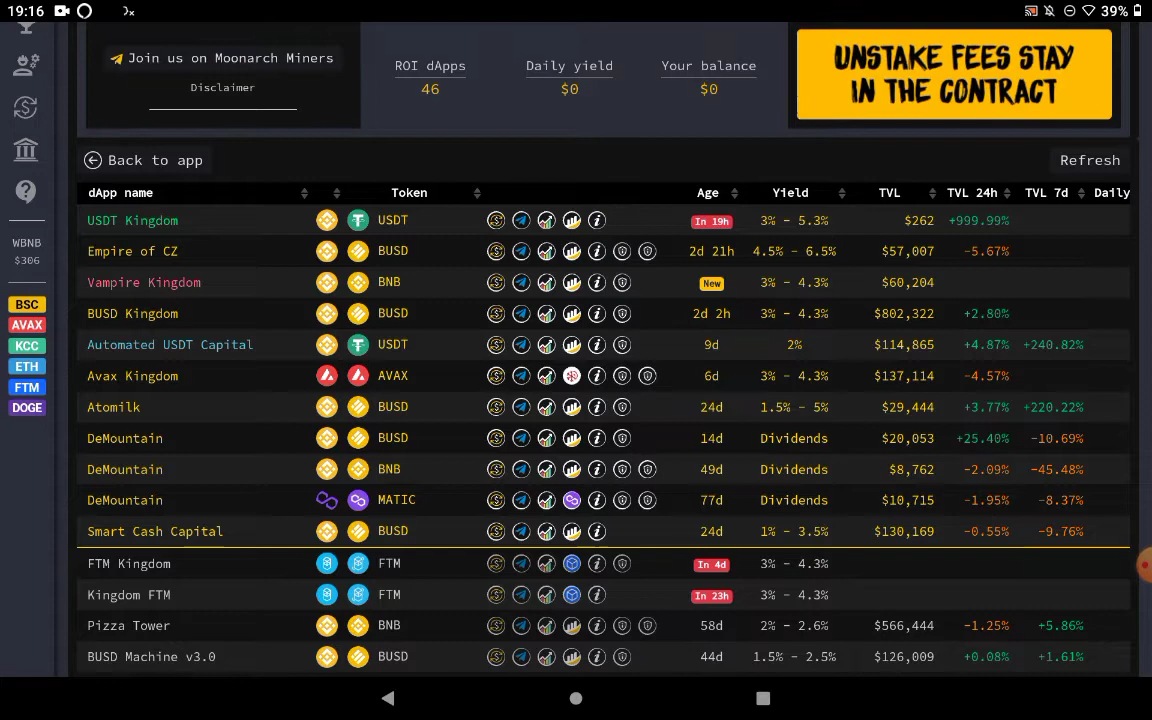 19:16
39%
Join us on Moonarch Miners
Disclaimer
ROI dApps
46
Daily yield
$0
Your balance
$0
UNSTAKE FEES STAY
IN THE CONTRACT
Back to app
Refresh
dApp name Token Age Yield TVL TVL 24h TVL 7d Daily
USDT Kingdom USDT In 19h 3% - 5.3% $262 +999.99%
Empire of CZ BUSD 2d 21h 4.5% - 6.5% $57,007 -5.67%
Vampire Kingdom BNB New 3% - 4.3% $60,204
BUSD Kingdom BUSD 2d 2h 3% - 4.3% $802,322 +2.80%
Automated USDT Capital USDT 9d 2% $114,865 +4.87% +240.82%
Avax Kingdom AVAX 6d 3% - 4.3% $137,114 -4.57%
Atomilk BUSD 24d 1.5% - 5% $29,444 +3.77% +220.22%
DeMountain BUSD 14d Dividends $20,053 +25.40% -10.69%
DeMountain BNB 49d Dividends $8,762 -2.09% -45.48%
DeMountain MATIC 77d Dividends $10,715 -1.95% -8.37%
Smart Cash Capital BUSD 24d 1% - 3.5% $130,169 -0.55% -9.76%
FTM Kingdom FTM In 4d 3% - 4.3%
Kingdom FTM FTM In 23h 3% - 4.3%
Pizza Tower BNB 58d 2% - 2.6% $566,444 -1.25% +5.86%
BUSD Machine v3.0 BUSD 44d 1.5% - 2.5% $126,009 +0.08% +1.61%
WBNB
$306
BSC
AVAX
KCC
ETH
FTM
DOGE